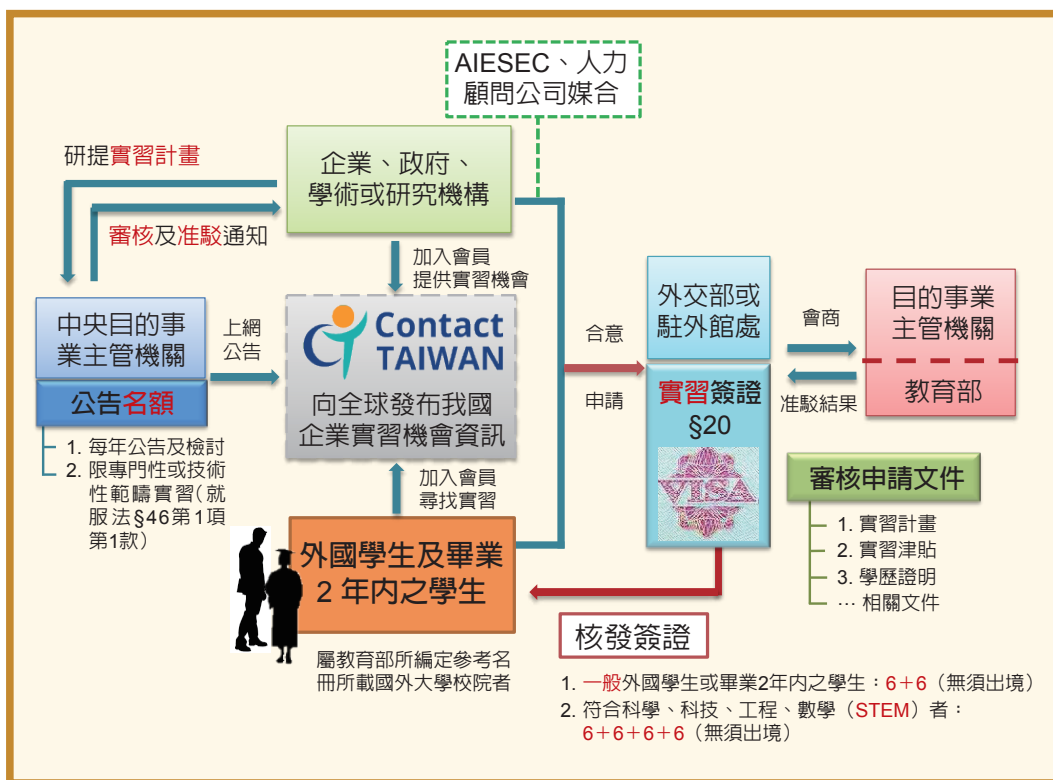 AIESEC、人力
顧問公司媒合
研提實習計畫
企業、政府、
學術或研究機構
審核及准駁通知
加入會員
提供實習機會
中央目的事
業主管機關
公告名額
上網
公告
Contact
TAIWAN
向全球發布我國
企業實習機會資訊
合意
申請
外交部或
駐外館處
實習簽證
§20
VISA
會商
准駁結果
目的事業
主管機關
教育部
1. 每年公告及檢討
2. 限專門性或技術
性範疇實習（就
服法§46第1項
第1款）
加入會員
尋找實習
外國學生及畢業
2 年內之學生
屬教育部所編定參考名
冊所載國外大學校院者
審核申請文件
1. 實習計畫
2. 實習津貼
3. 學歷證明
… 相關文件
核發簽證
1. 一般外國學生或畢業2年內之學生：6＋6（無須出境）
2. 符合科學、科技、工程、數學（STEM）者：
6＋6＋6＋6（無須出境）